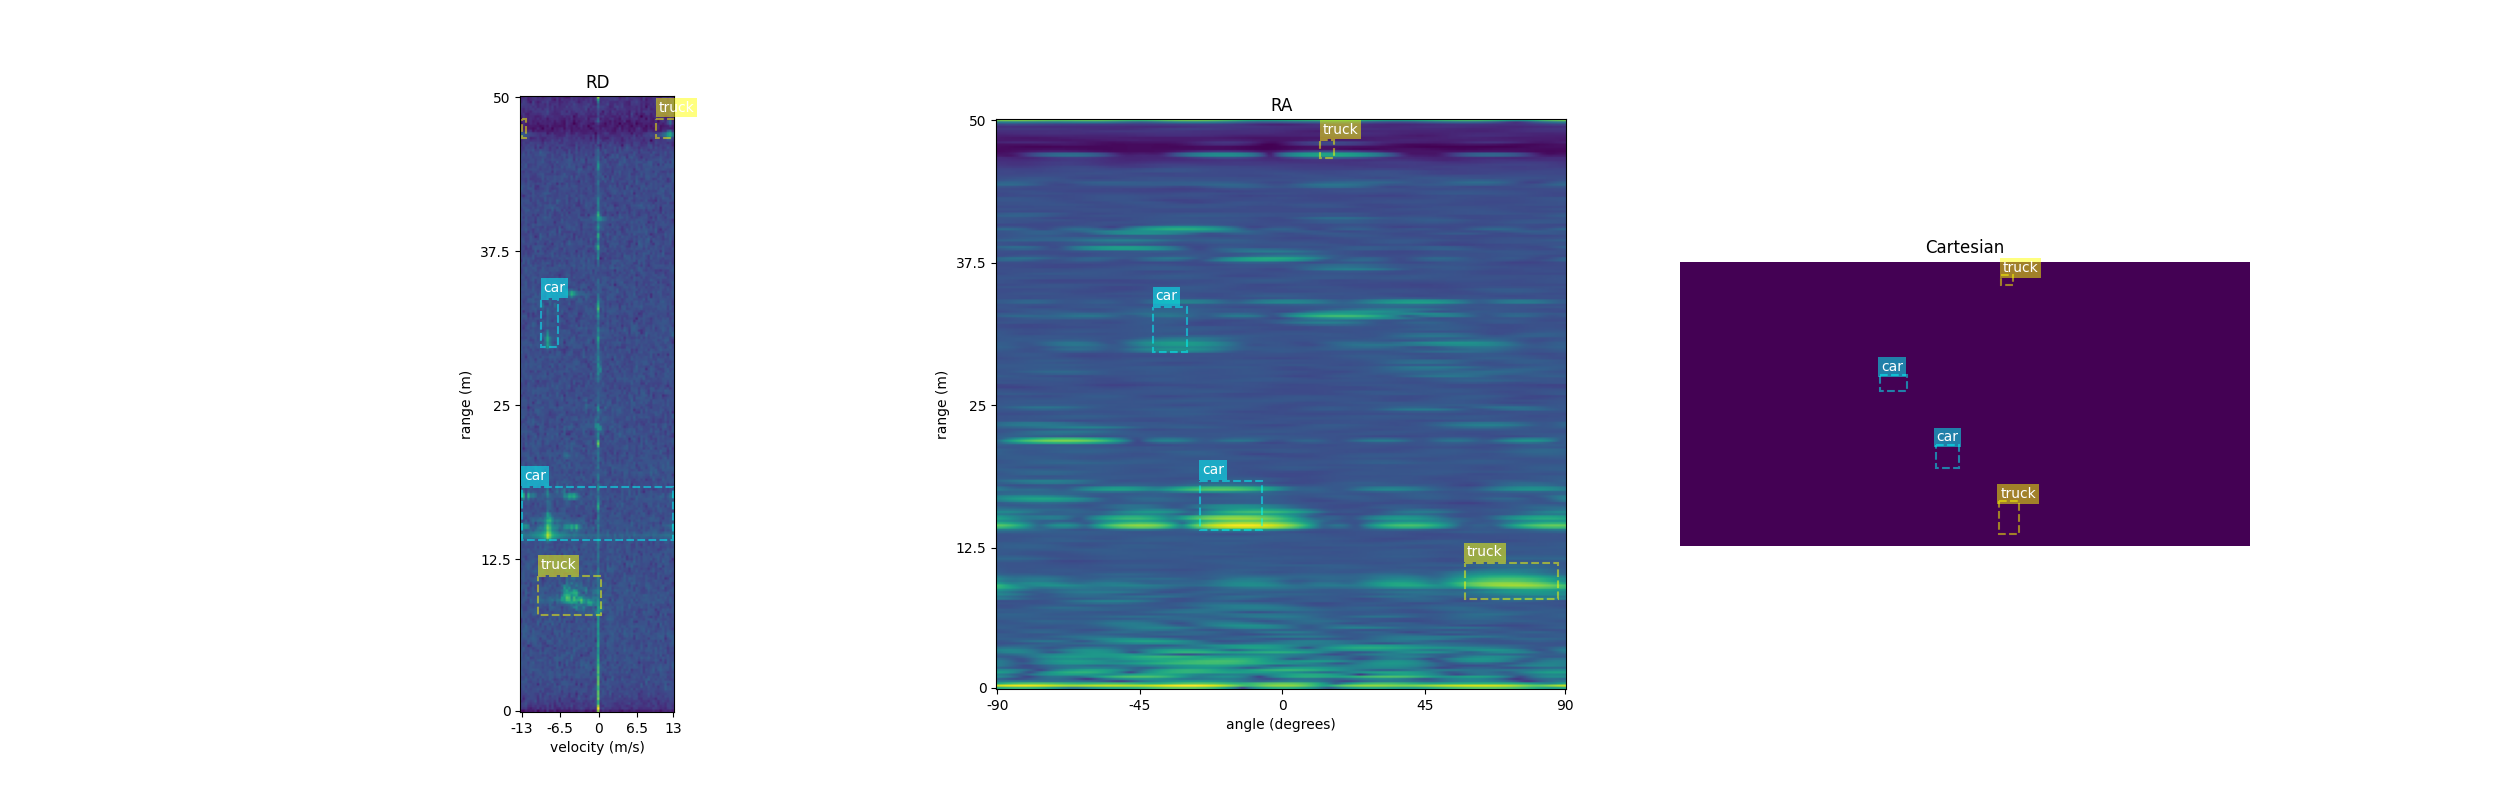 RD
50
truck
37.5
car
range (m)
25
car
12.5
truck
0
-13 -6.5 0 6.5 13
velocity (m/s)
RA
50
truck
37.5
car
range (m)
25
car
12.5
truck
0
-90 -45 0 45 90
angle (degrees)
Cartesian
truck
car
car
truck